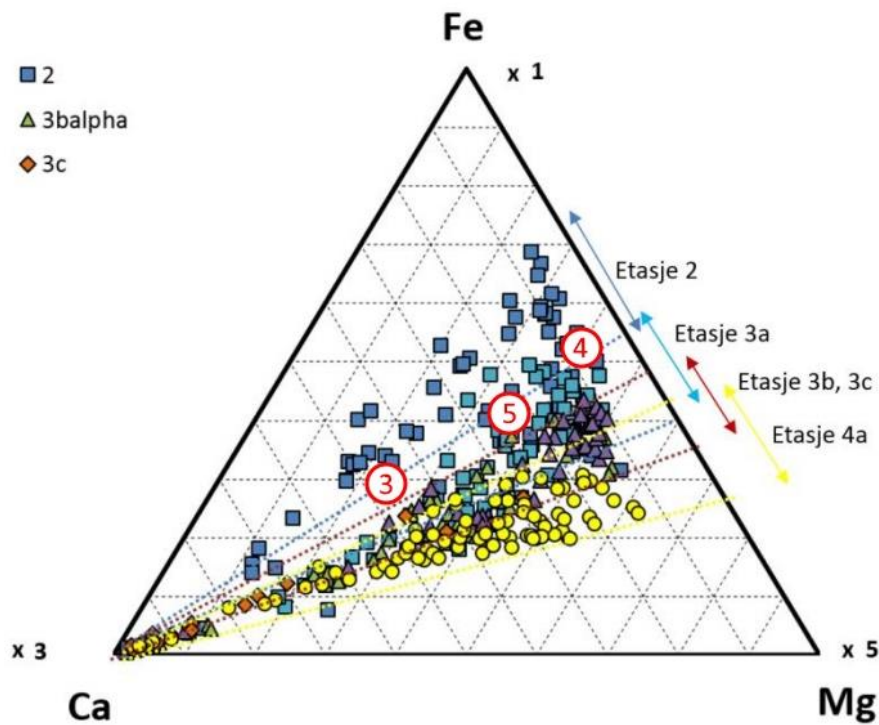 Fe
x 1
2
3balpha
3c
Etasje 2
Etasje 3a
Etasje 3b, 3c
Etasje 4a
4
5
3
x 3
x 5
Ca
Mg